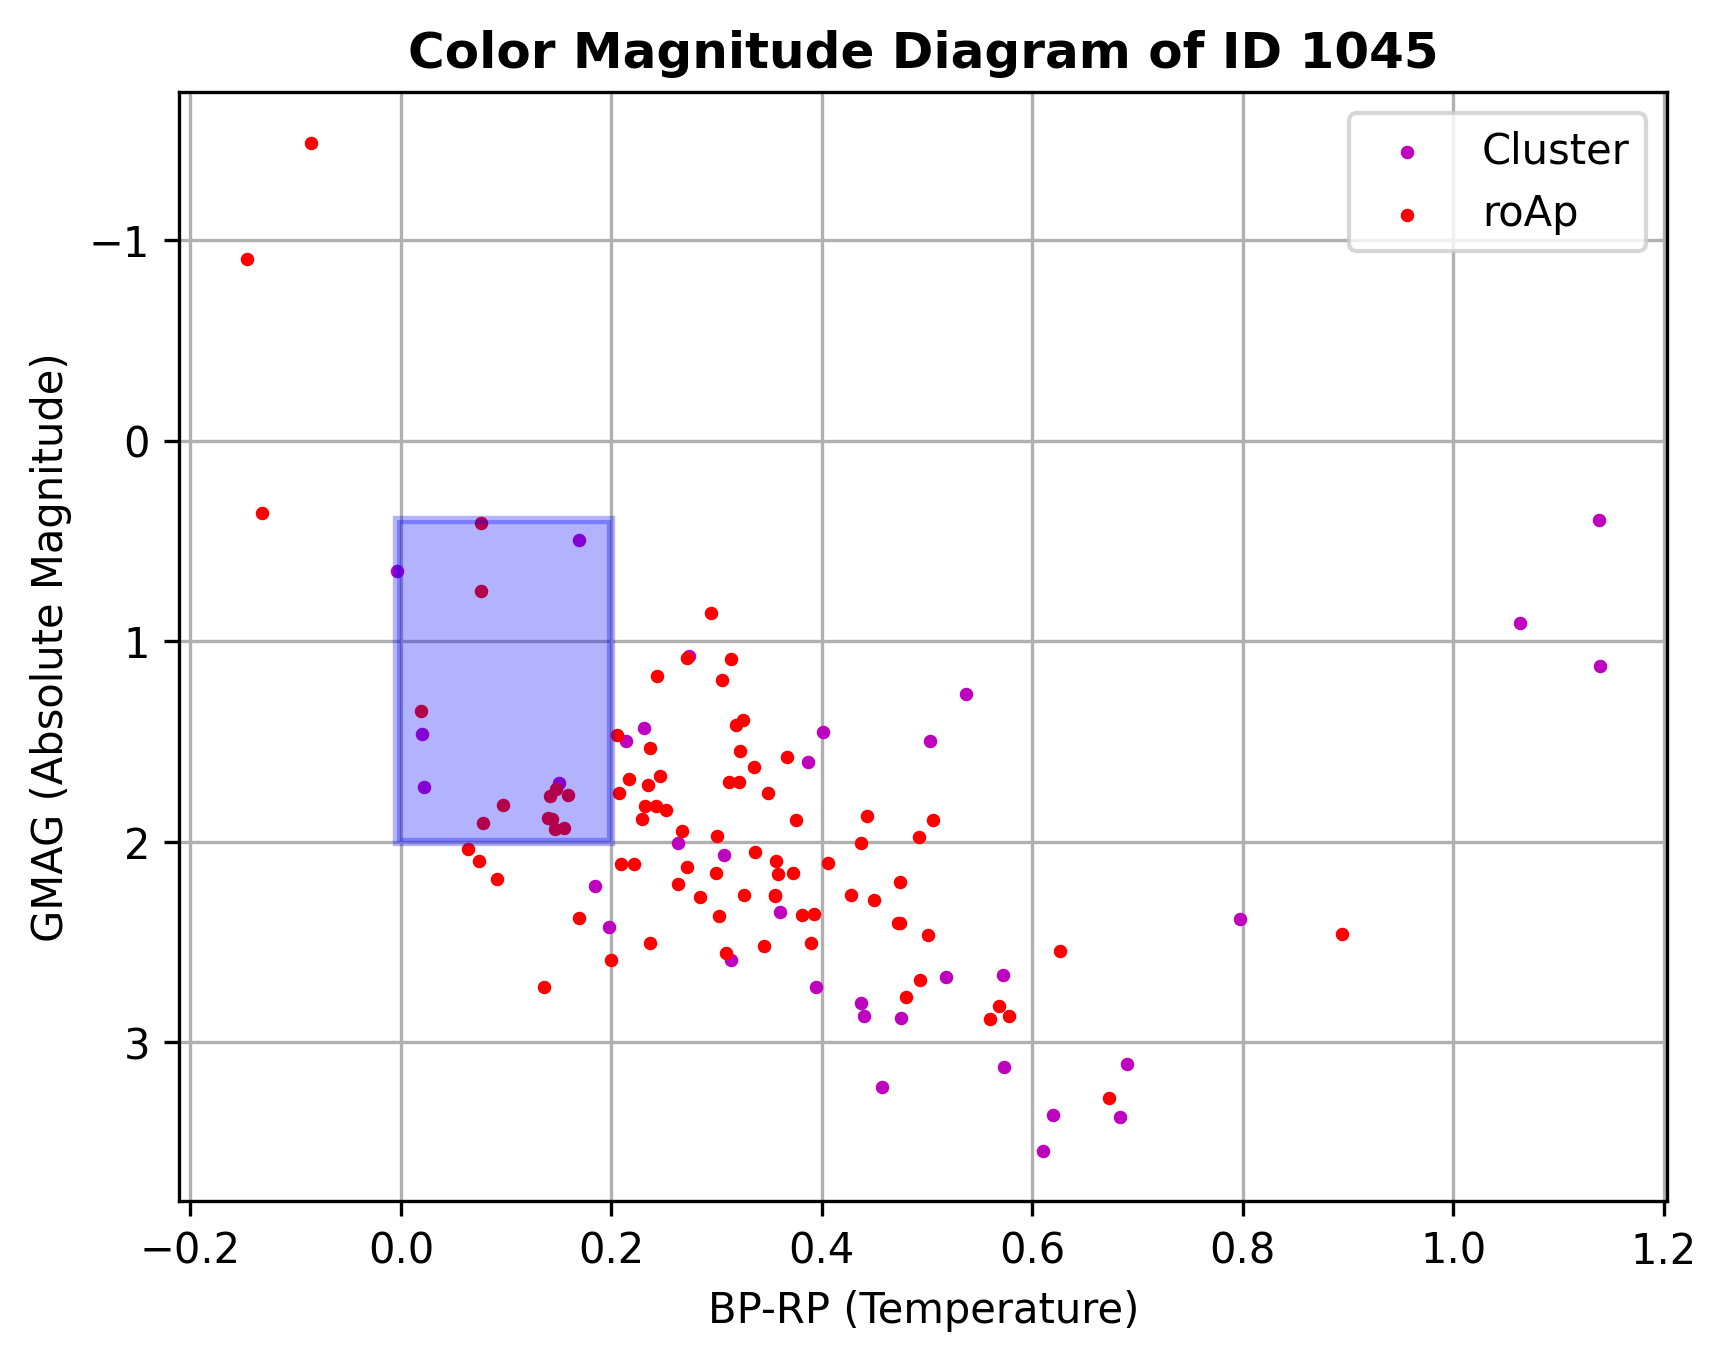 Color Magnitude Diagram of ID 1045
Cluster
roAp
GMAG (Absolute Magnitude)
−1
0
1
2
3
−0.2 0.0 0.2 0.4 0.6 0.8 1.0 1.2
BP-RP (Temperature)